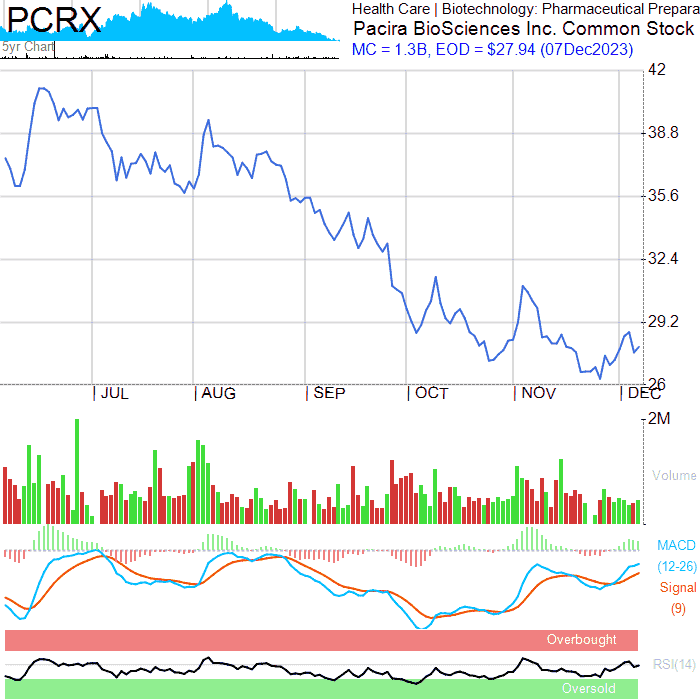 PCRX
5yr Chart
Health Care | Biotechnology: Pharmaceutical Prepara
Pacira BioSciences Inc. Common Stock
MC = 1.3B, EOD = $27.94 (07Dec2023)
42
38.8
35.6
32.4
29.2
26
JUL AUG SEP OCT NOV DEC
2M
Volume
MACD
(12-26)
Signal
(9)
Overbought
RSI(14)
Oversold